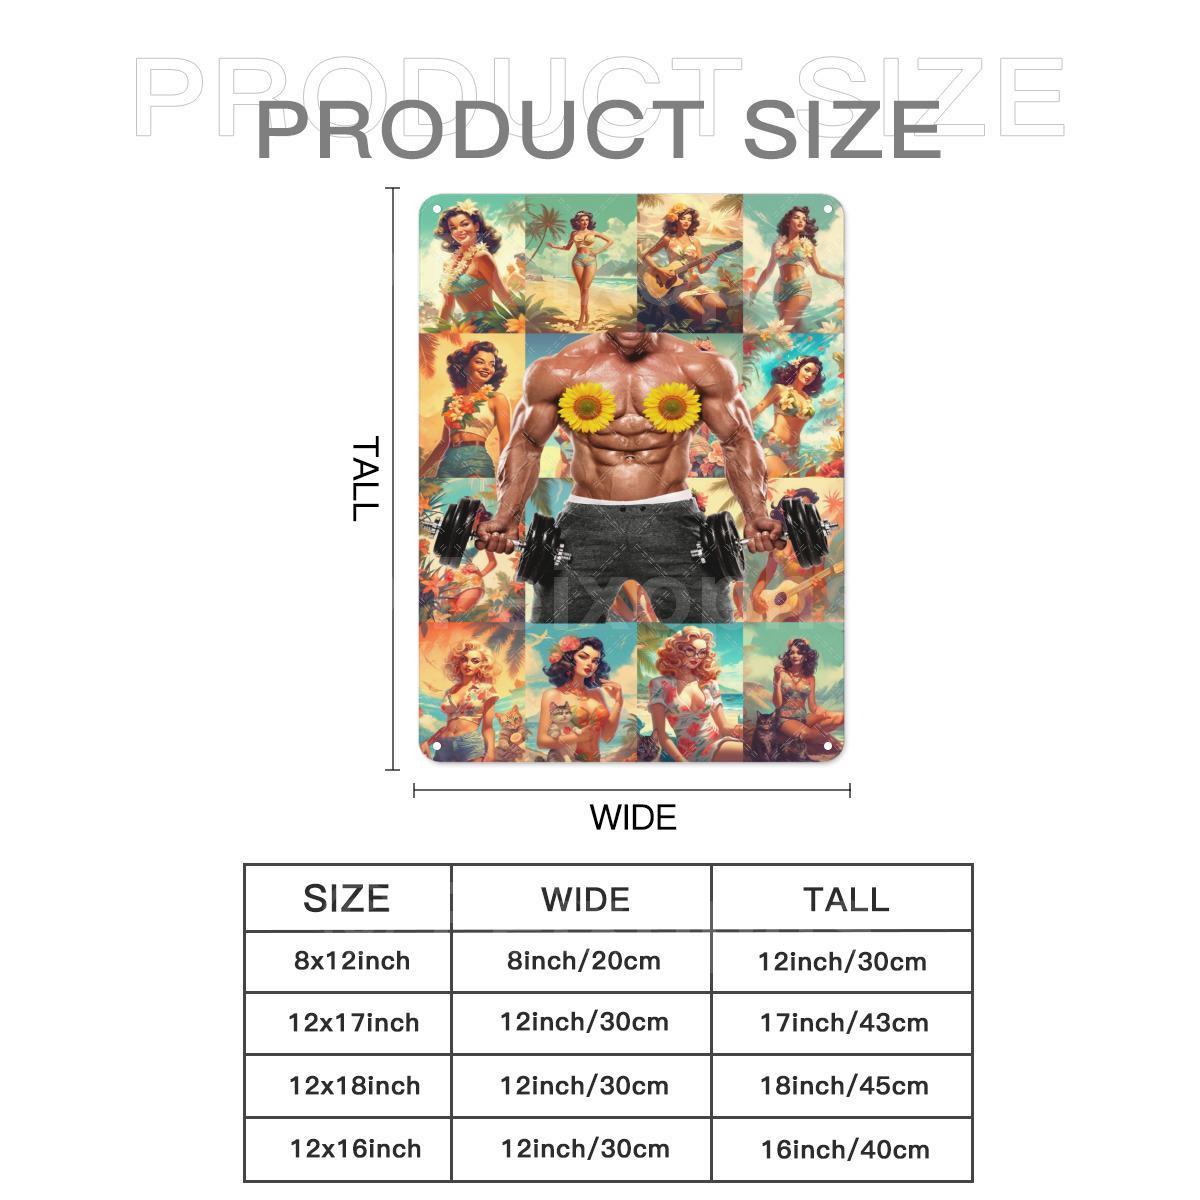 PRODUCT SIZE
PRODUCT SIZE
TALL
WIDE
SIZE WIDE TALL
8x12inch 8inch/20cm 12inch/30cm
12x17inch 12inch/30cm 17inch/43cm
12x18inch 12inch/30cm 18inch/45cm
12x16inch 12inch/30cm 16inch/40cm